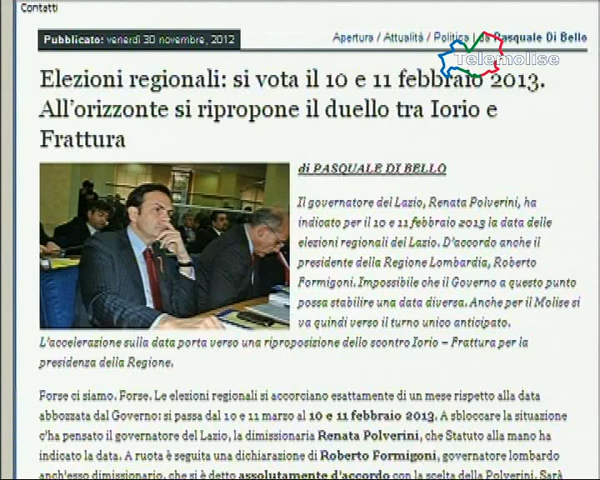 Contatti
Pubblicato: venerdì 30 novembre, 2012
Apertura / Attualità / Politica | da Pasquale Di Bello
Telemolise
Elezioni regionali: si vota il 10 e 11 febbraio 2013.
All'orizzonte si ripropone il duello tra Iorio e
Frattura
di PASQUALE DI BELLO
Il governatore del Lazio, Renata Polverini, ha
indicato per il 10 e 11 febbraio 2013 la data delle
elezioni regionali del Lazio. D'accordo anche il
presidente della Regione Lombardia, Roberto
Formigoni. Impossibile che il Governo a questo punto
possa stabilire una data diversa. Anche per il Molise si
va quindi verso il turno unico anticipato.
L'accelerazione sulla data porta verso una riproposizione dello scontro Iorio – Frattura per la
presidenza della Regione.
Forse ci siamo. Forse. Le elezioni regionali si accorciano esattamente di un mese rispetto alla data
abbozzata dal Governo: si passa dal 10 e 11 marzo al 10 e 11 febbraio 2013. A sbloccare la situazione
c'ha pensato il governatore del Lazio, la dimissionaria Renata Polverini, che Statuto alla mano ha
indicato la data. A ruota è seguita una dichiarazione di Roberto Formigoni, governatore lombardo
anch'esso dimissionario, che si è detto assolutamente d'accordo con la scelta della Polverini. Sarà